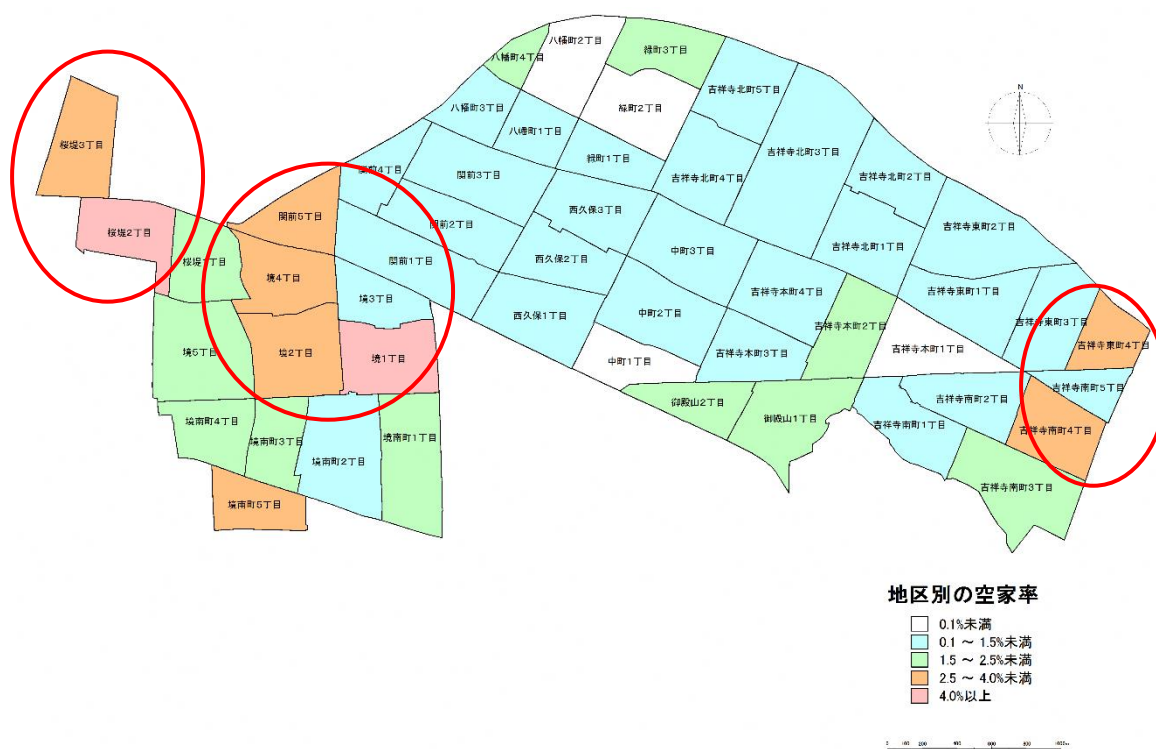 八幡町2丁目
緑町3丁目
八幡町4丁目
吉祥寺北町5丁目
八幡町3丁目
緑町2丁目
桜堤3丁目
八幡町1丁目
吉祥寺北町3丁目
緑町1丁目
関前4丁目
関前3丁目
吉祥寺北町4丁目
吉祥寺北町2丁目
西久保3丁目
関前5丁目
関前2丁目
吉祥寺東町2丁目
桜堤2丁目
吉祥寺北町1丁目
中町3丁目
桜堤1丁目
西久保2丁目
関前1丁目
境4丁目
吉祥寺東町1丁目
吉祥寺本町4丁目
境3丁目
中町2丁目
西久保1丁目
吉祥寺東町3丁目
吉祥寺本町2丁目
吉祥寺東町4丁目
境5丁目
境2丁目
境1丁目
吉祥寺本町3丁目
吉祥寺本町1丁目
中町1丁目
吉祥寺南町5丁目
吉祥寺南町2丁目
御殿山2丁目
御殿山1丁目
境南町4丁目
境南町3丁目
境南町1丁目
吉祥寺南町1丁目
吉祥寺南町4丁目
境南町2丁目
吉祥寺南町3丁目
境南町5丁目
N
地区別の空家率
0.1%未満
0.1 ～ 1.5%未満
1.5 ～ 2.5%未満
2.5 ～ 4.0%未満
4.0%以上